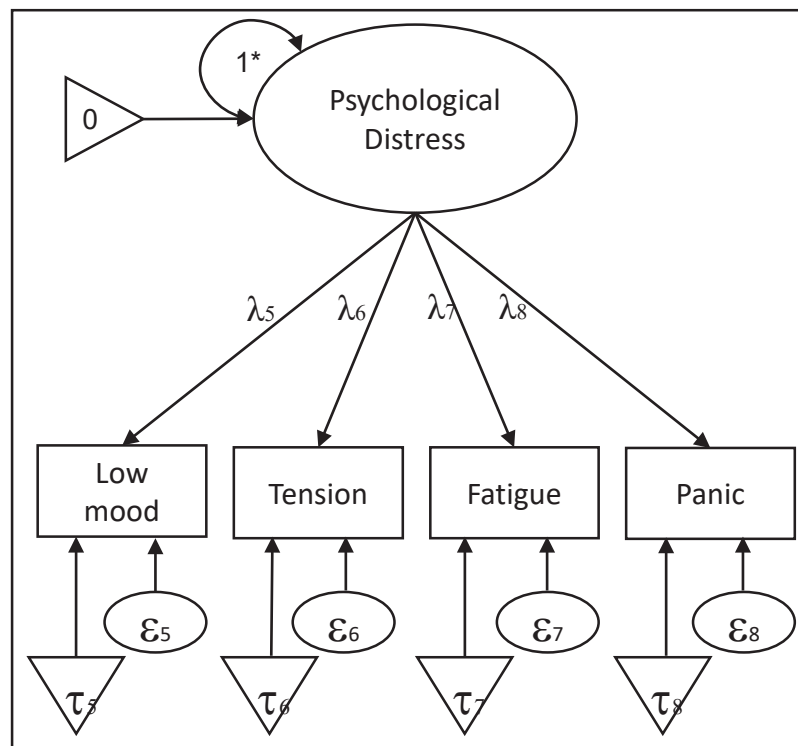 1*
0
Psychological
Distress
λ5
λ6
λ7
λ8
Low
mood
Tension
Fatigue
Panic
ε5
ε6
ε7
ε8
τ5
τ6
τ7
τ8